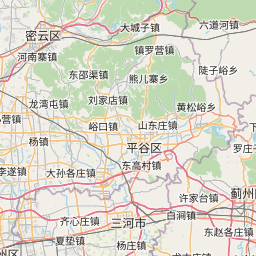 大城子镇
六道河镇
密云区
镇罗营镇
河南寨镇
东邵渠镇
熊儿寨乡
陡子峪乡
刘家店镇
龙湾屯镇
黄松峪乡
峪口镇
山东庄镇
杨镇
平谷区
李遂镇
大孙各庄镇
东高村镇
许家台镇
齐心庄镇
三河市
白涧镇
夏垫镇
杨庄镇
东赵各庄镇